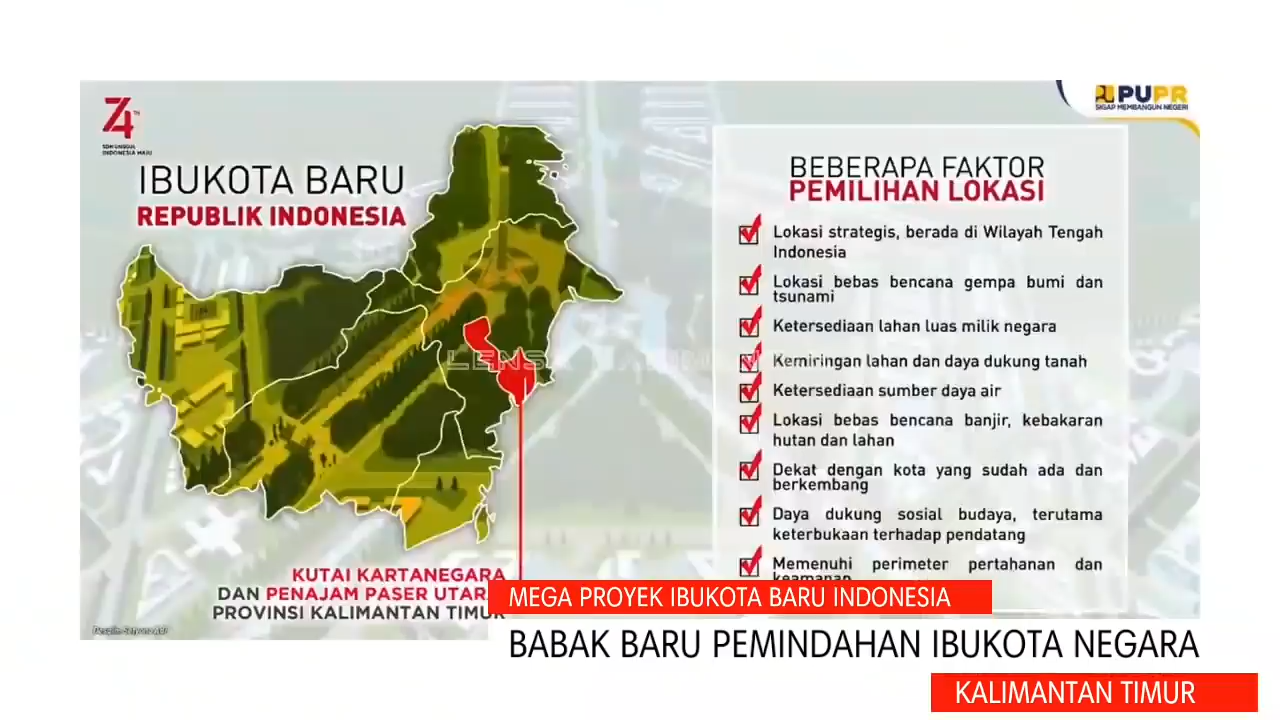 74TH
SDM UNGGUL
INDONESIA MAJU
IBUKOTA BARU
REPUBLIK INDONESIA
PUPR
SIGAP MEMBANGUN NEGERI
BEBERAPA FAKTOR
PEMILIHAN LOKASI
Lokasi strategis, berada di Wilayah Tengah
Indonesia
Lokasi bebas bencana gempa bumi dan
tsunami
Ketersediaan lahan luas milik negara
Kemiringan lahan dan daya dukung tanah
Ketersediaan sumber daya air
Lokasi bebas bencana banjir, kebakaran
hutan dan lahan
Dekat dengan kota yang sudah ada dan
berkembang
Daya dukung sosial budaya, terutama
keterbukaan terhadap pendatang
Memenuhi perimeter pertahanan dan
keamanan
LENSA
KUTAI KARTANEGARA
DAN PENAJAM PASER UTARA
PROVINSI KALIMANTAN TIMUR
MEGA PROYEK IBUKOTA BARU INDONESIA
BABAK BARU PEMINDAHAN IBUKOTA NEGARA
KALIMANTAN TIMUR